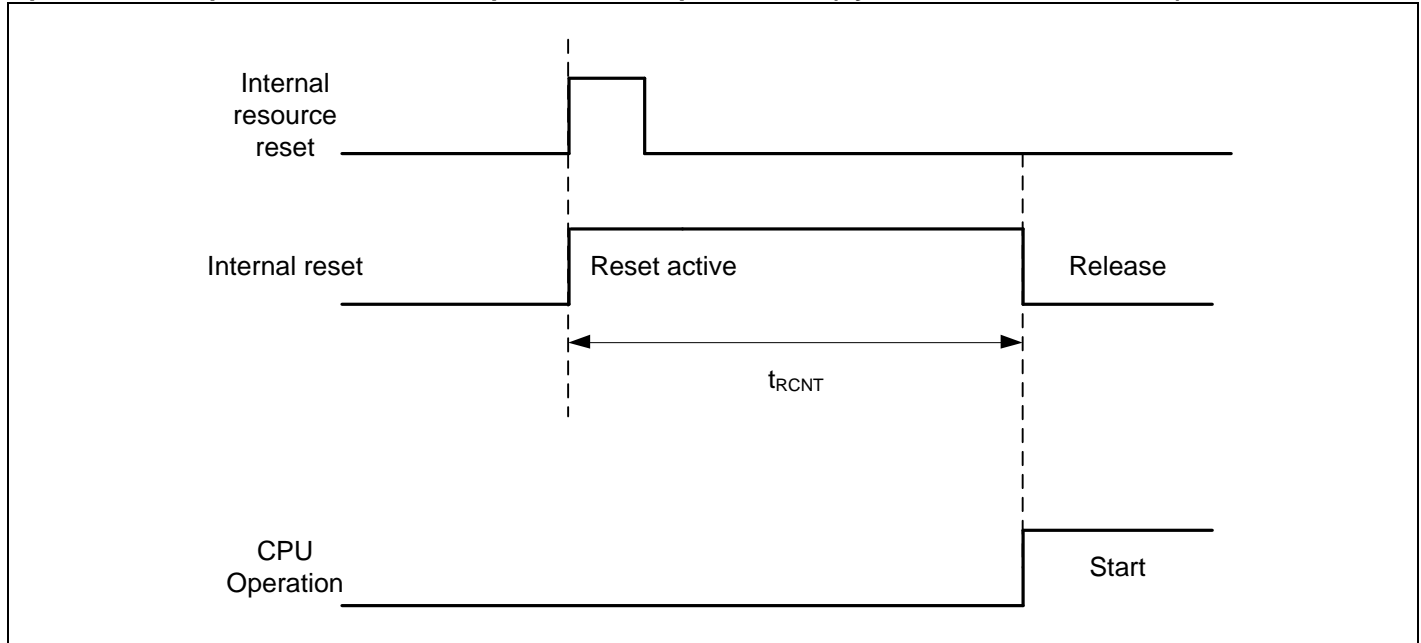 Internal
resource
reset
Internal reset
Reset active
Release
tRCNT
CPU
Operation
Start